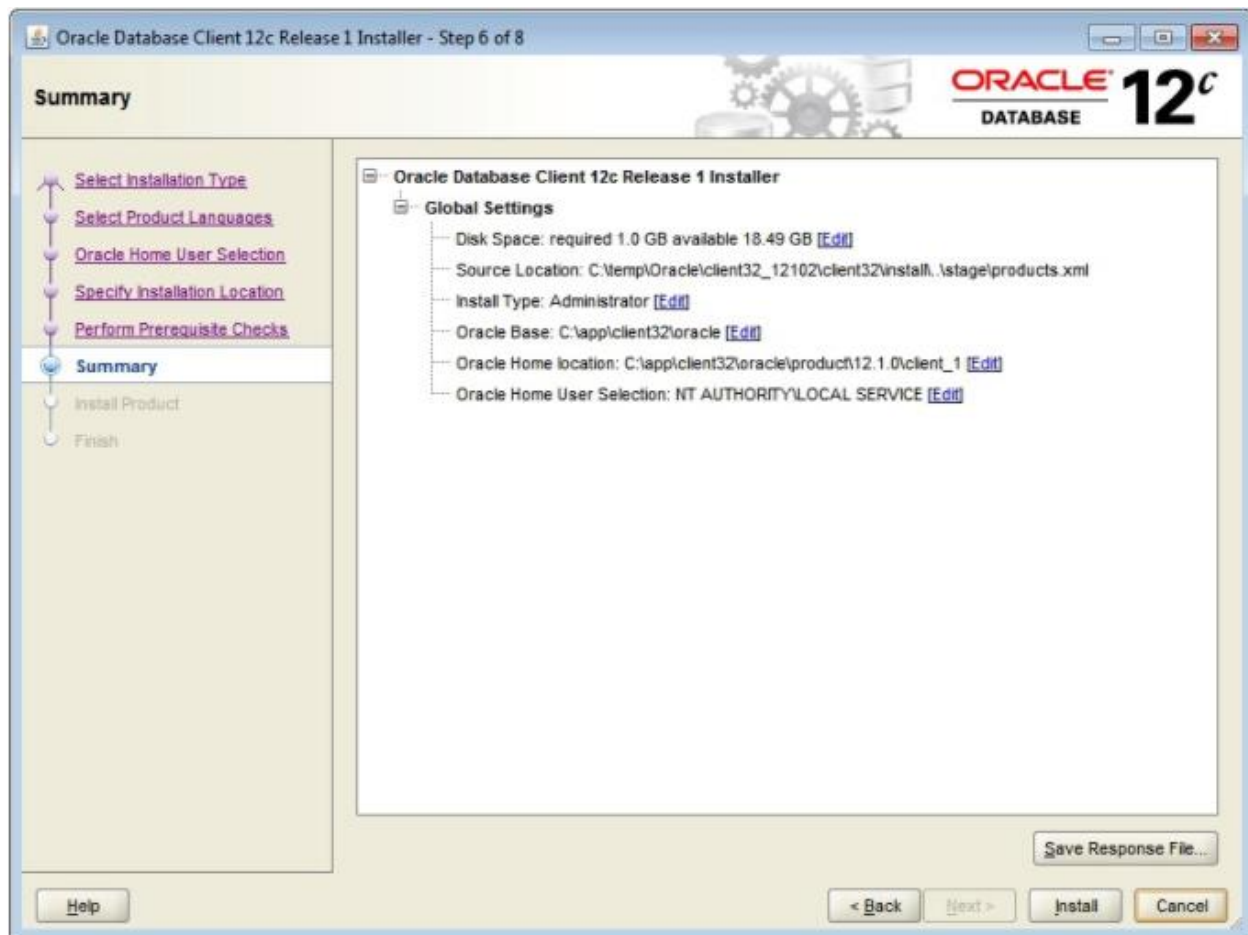 Oracle Database Client 12c Release 1 Installer - Step 6 of 8
Summary
ORACLE
DATABASE
12c
Select Installation Type
Select Product Languages
Oracle Home User Selection
Specify Installation Location
Perform Prerequisite Checks
Summary
Install Product
Finish
Oracle Database Client 12c Release 1 Installer
Global Settings
Disk Space: required 1.0 GB available 18.49 GB [Edit]
Source Location: C:\temp\Oracle\client32_12102\client32\install\..\stage\products.xml
Install Type: Administrator [Edit]
Oracle Base: C:\app\client32\oracle [Edit]
Oracle Home location: C:\app\client32\oracle\product\12.1.0\client_1 [Edit]
Oracle Home User Selection: NT AUTHORITY\LOCAL SERVICE [Edit]
Save Response File...
Help
< Back
Next >
Install
Cancel